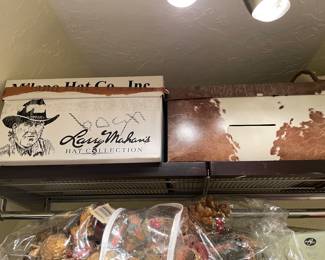 Milano Hat Co., Inc.
Larry Mahan's
HAT COLLECTION